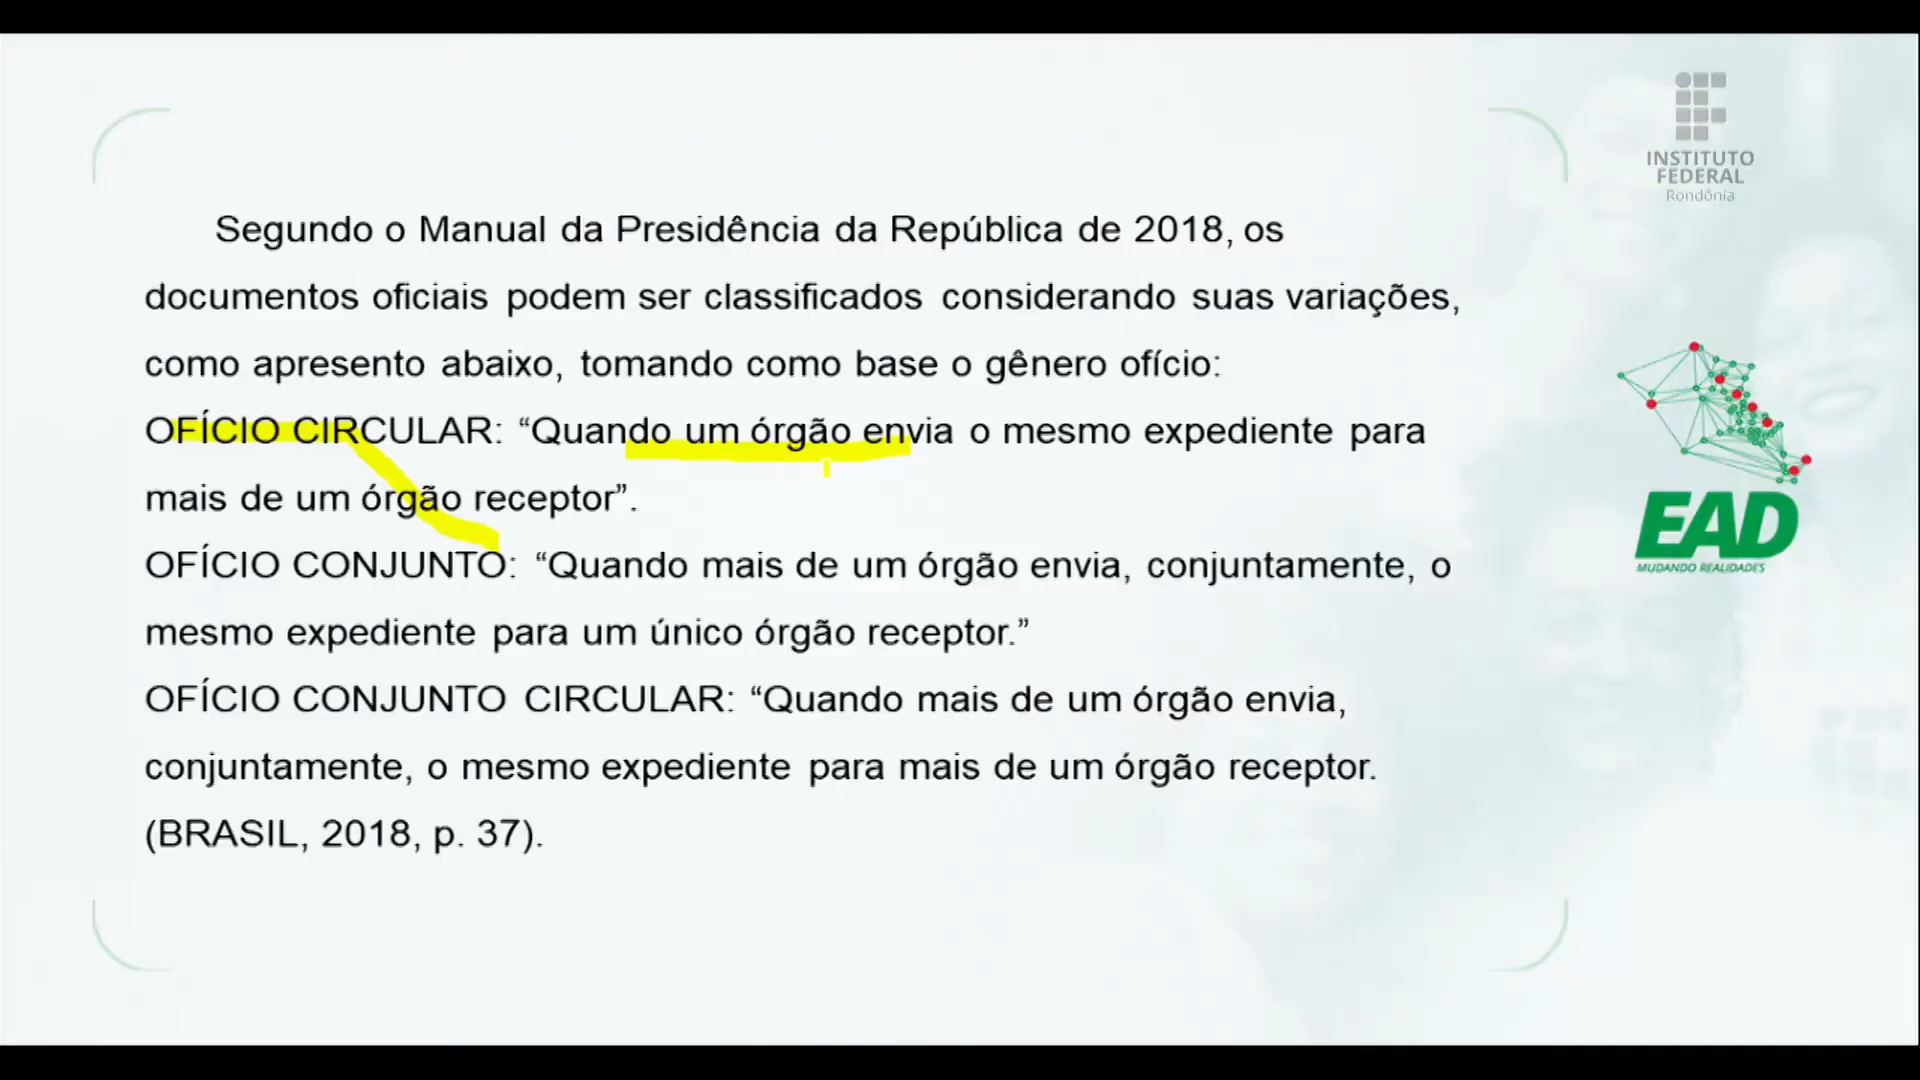 INSTITUTO
FEDERAL
Rondônia
Segundo o Manual da Presidência da República de 2018, os
documentos oficiais podem ser classificados considerando suas variações,
como apresento abaixo, tomando como base o gênero ofício:
OFÍCIO CIRCULAR: “Quando um órgão envia o mesmo expediente para
mais de um órgão receptor”.
OFÍCIO CONJUNTO: “Quando mais de um órgão envia, conjuntamente, o
mesmo expediente para um único órgão receptor.”
OFÍCIO CONJUNTO CIRCULAR: “Quando mais de um órgão envia,
conjuntamente, o mesmo expediente para mais de um órgão receptor.
(BRASIL, 2018, p. 37).
EAD
MUDANDO REALIDADES